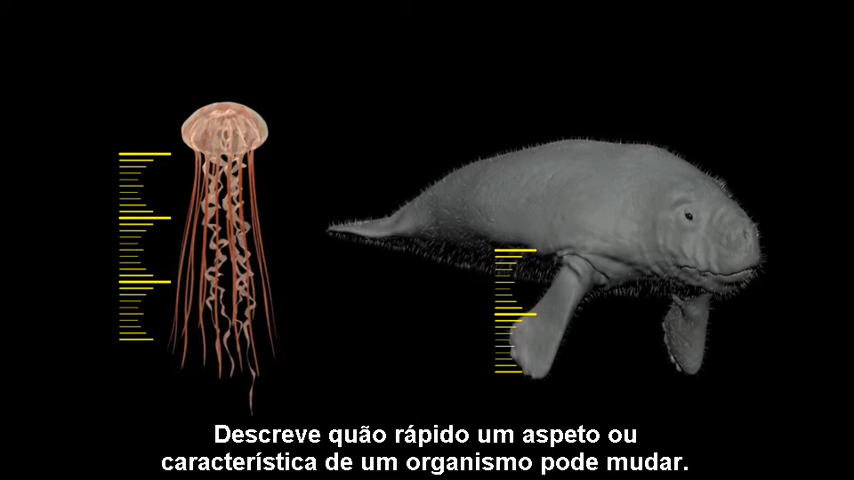 Descreve quão rápido um aspeto ou
característica de um organismo pode mudar.